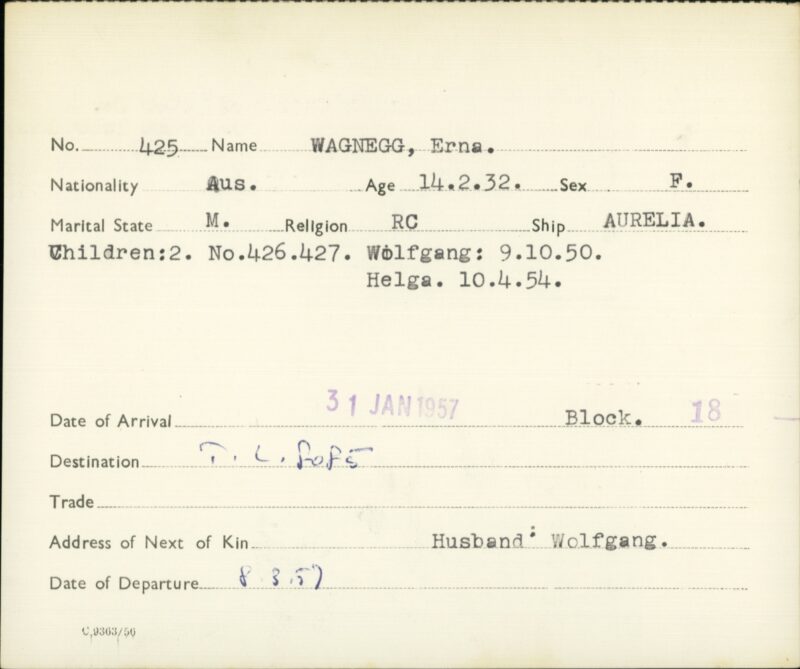 No. 425 Name WAGNEGG, Erna.
Nationality Aus. Age 14.2.32. Sex F.
Marital State M. Religion RC Ship AURELIA.
Children:2. No.426.427. Wolfgang: 9.10.50.
Helga. 10.4.54.
Date of Arrival 31 JAN 1957 Block. 18
Destination T. L.
Trade
Address of Next of Kin Husband: Wolfgang.
Date of Departure 8.3.57
C.9363/56